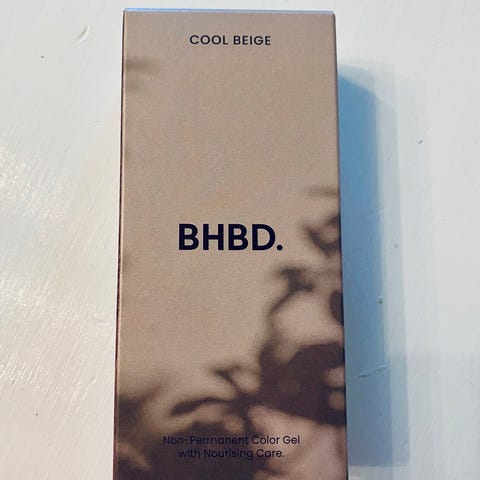 COOL BEIGE
BHBD.
Non-Permanent Color Gel
with Nourising Care.